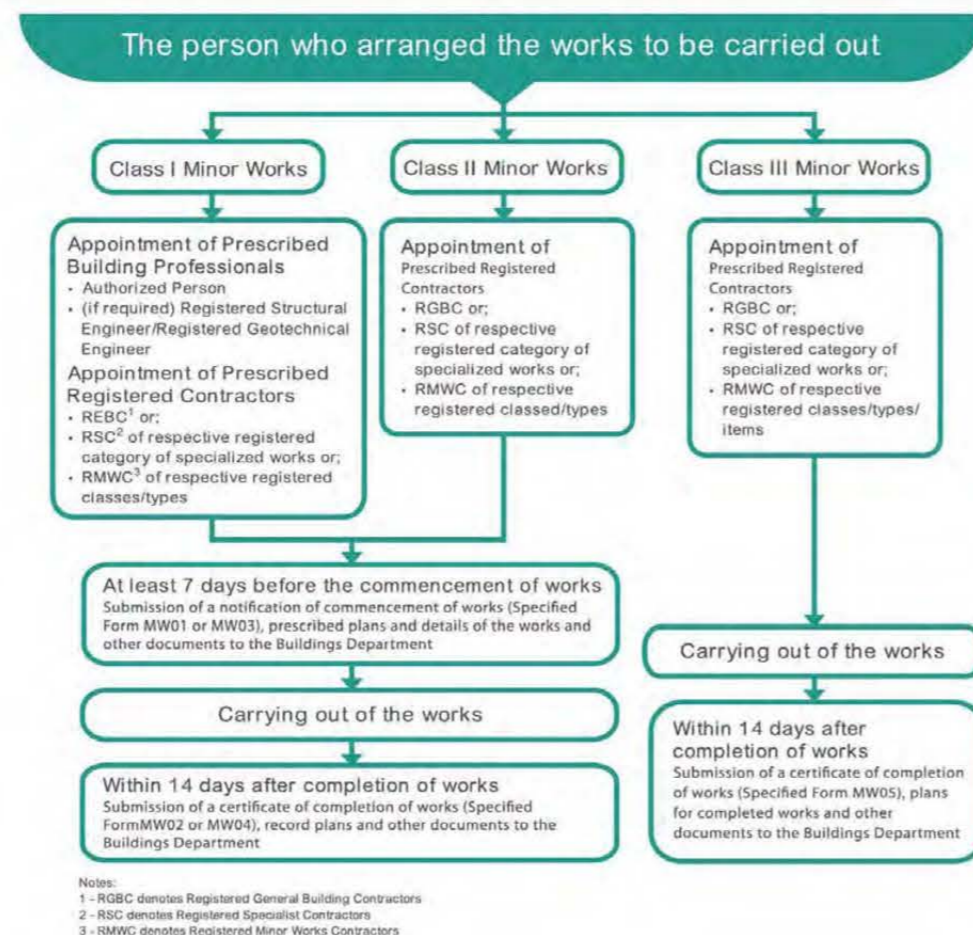 The person who arranged the works to be carried out
Class I Minor Works
Class II Minor Works
Class III Minor Works
Appointment of Prescribed
Building Professionals
· Authorized Person
· (if required) Registered Structural
Engineer/Registered Geotechnical
Engineer
Appointment of Prescribed
Registered Contractors
· REBC¹ or;
· RSC² of respective registered
category of specialized works or;
· RMWC³ of respective registered
classes/types
Appointment of
Prescribed Registered
Contractors
· RGBC or;
· RSC of respective
registered category of
specialized works or;
· RMWC of respective
registered classed/types
Appointment of
Prescribed Registered
Contractors
· RGBC or;
· RSC of respective
registered category of
specialized works or;
· RMWC of respective
registered classes/types/
items
At least 7 days before the commencement of works
Submission of a notification of commencement of works (Specified
Form MW01 or MW03), prescribed plans and details of the works and
other documents to the Buildings Department
Carrying out of the works
Within 14 days after completion of works
Submission of a certificate of completion of works (Specified
FormMW02 or MW04), record plans and other documents to the
Buildings Department
Carrying out of the works
Within 14 days after
completion of works
Submission of a certificate of completion
of works (Specified Form MW05), plans
for completed works and other
documents to the Buildings Department
Notes:
1 - RGBC denotes Registered General Building Contractors
2 - RSC denotes Registered Specialist Contractors
3 - RMWC denotes Registered Minor Works Contractors